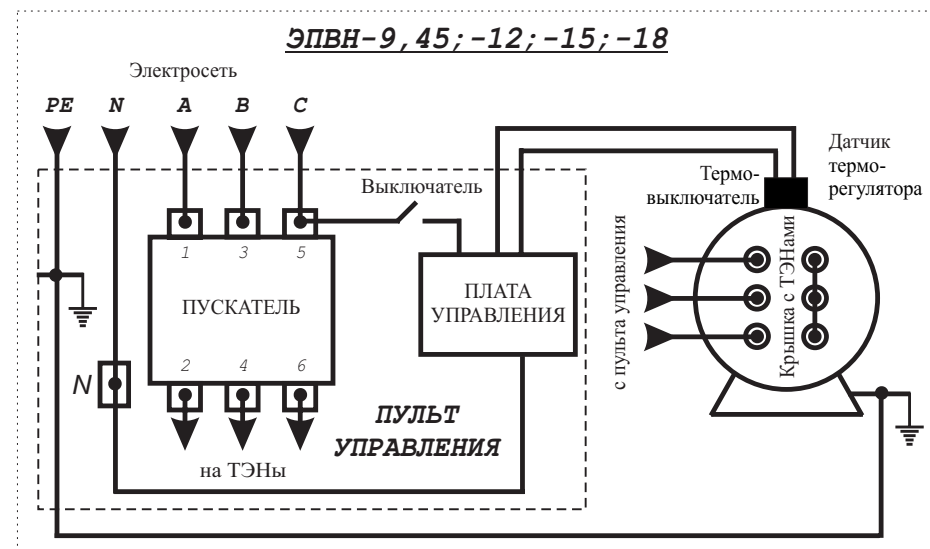 ЭПВН-9,45;-12;-15;-18
Электросеть
PE N A B C
Выключатель
Термо-
выключатель
Датчик
термо-
регулятора
1 3 5
ПУСКАТЕЛЬ
2 4 6
N
на ТЭНы
ПЛАТА
УПРАВЛЕНИЯ
ПУЛЬТ
УПРАВЛЕНИЯ
с пульта управления
Крышка с ТЭНами